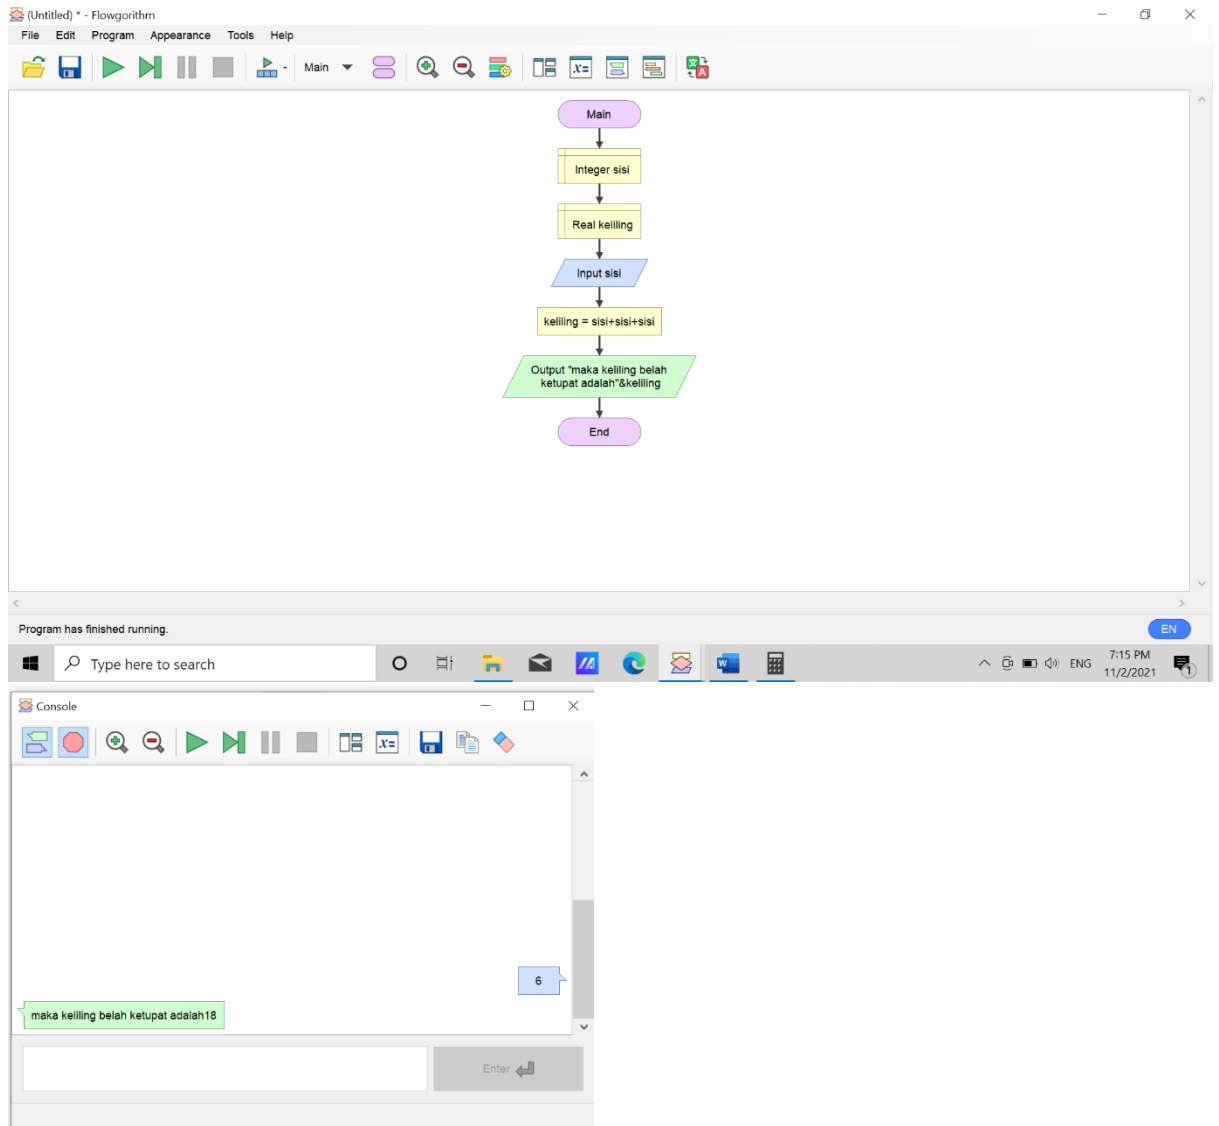 (Untitled) * - Flowgorithm
File Edit Program Appearance Tools Help
Main
Main
Integer sisi
Real keliling
Input sisi
keliling = sisi+sisi+sisi
Output "maka keliling belah
ketupat adalah"&keliling
End
Program has finished running.
EN
Type here to search
ENG
7:15 PM
11/2/2021
1
Console
6
maka keliling belah ketupat adalah18
Enter